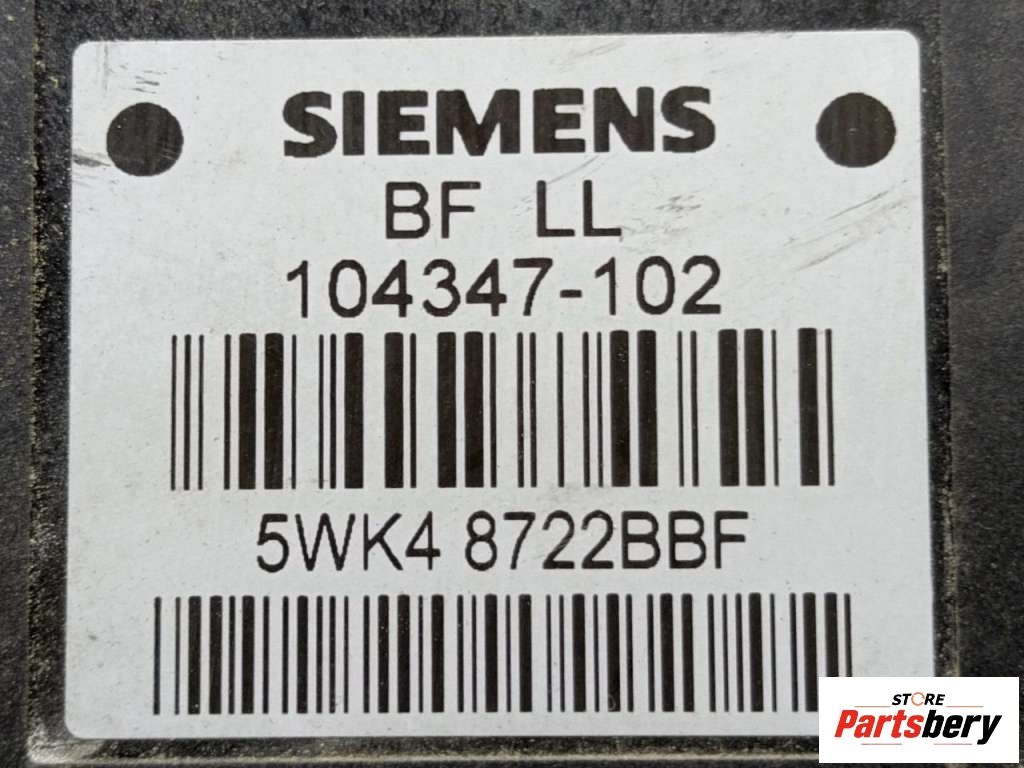 SIEMENS
BF LL
104347-102
5WK4 8722BBF
STORE
Partsbery